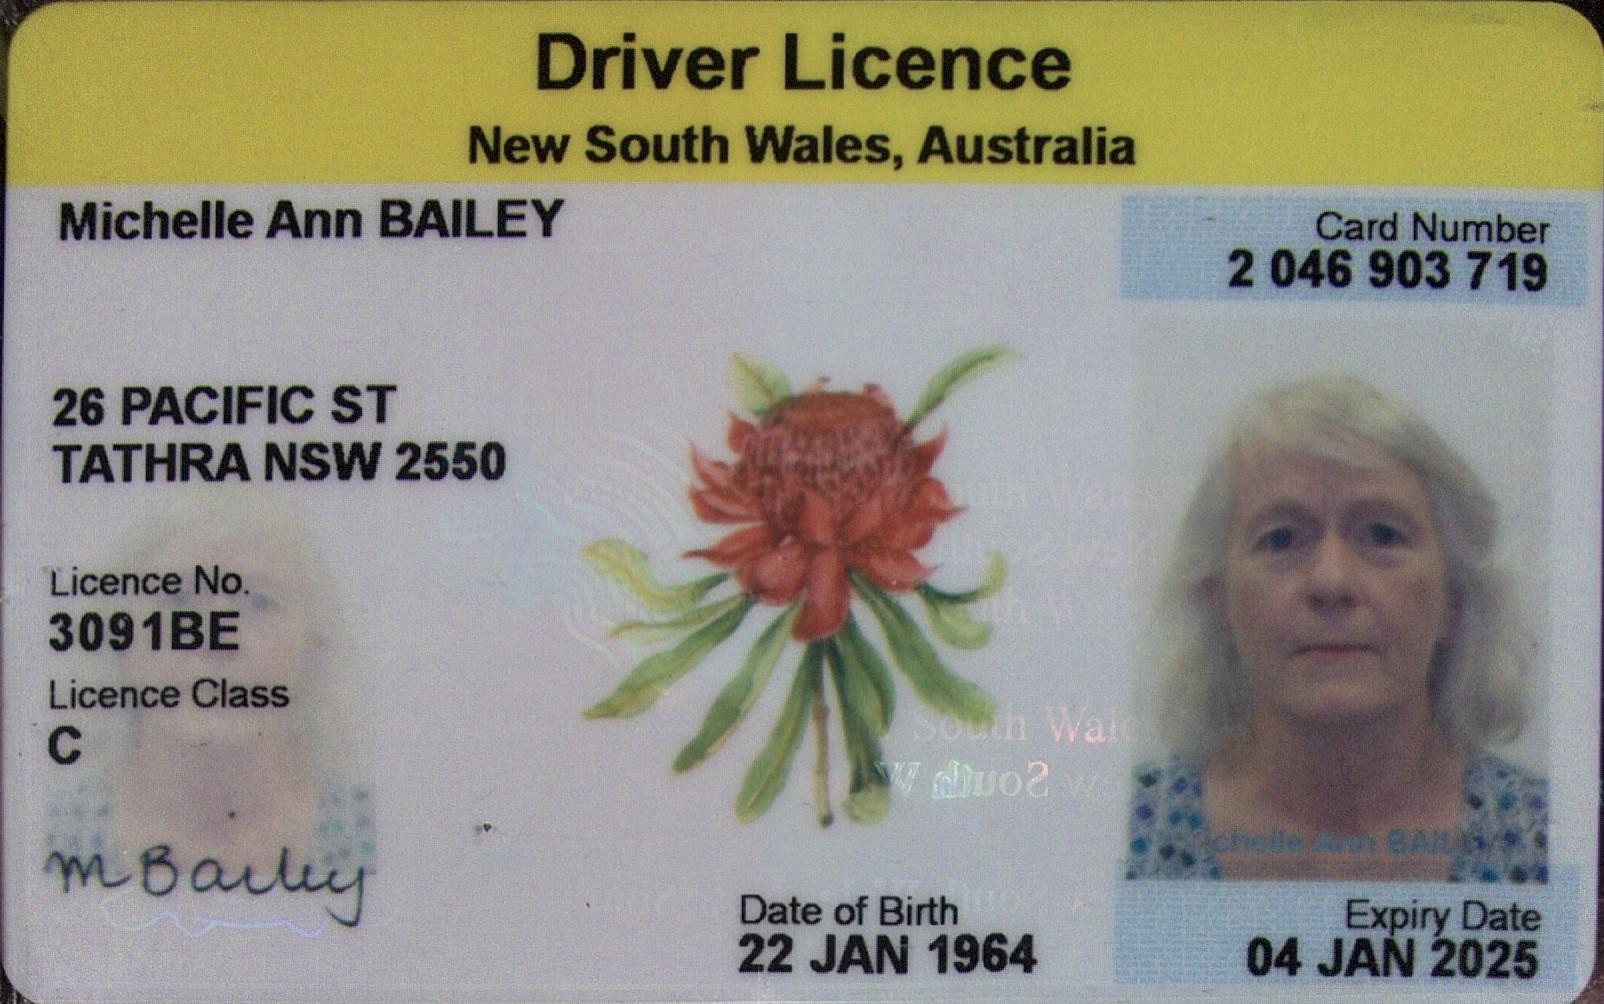 Driver Licence
New South Wales, Australia
Michelle Ann BAILEY
Card Number
2 046 903 719
26 PACIFIC ST
TATHRA NSW 2550
Licence No.
3091BE
Licence Class
C
South Wal
South W
chelle Ann BAIL
M Bailey
Date of Birth
22 JAN 1964
Expiry Date
04 JAN 2025